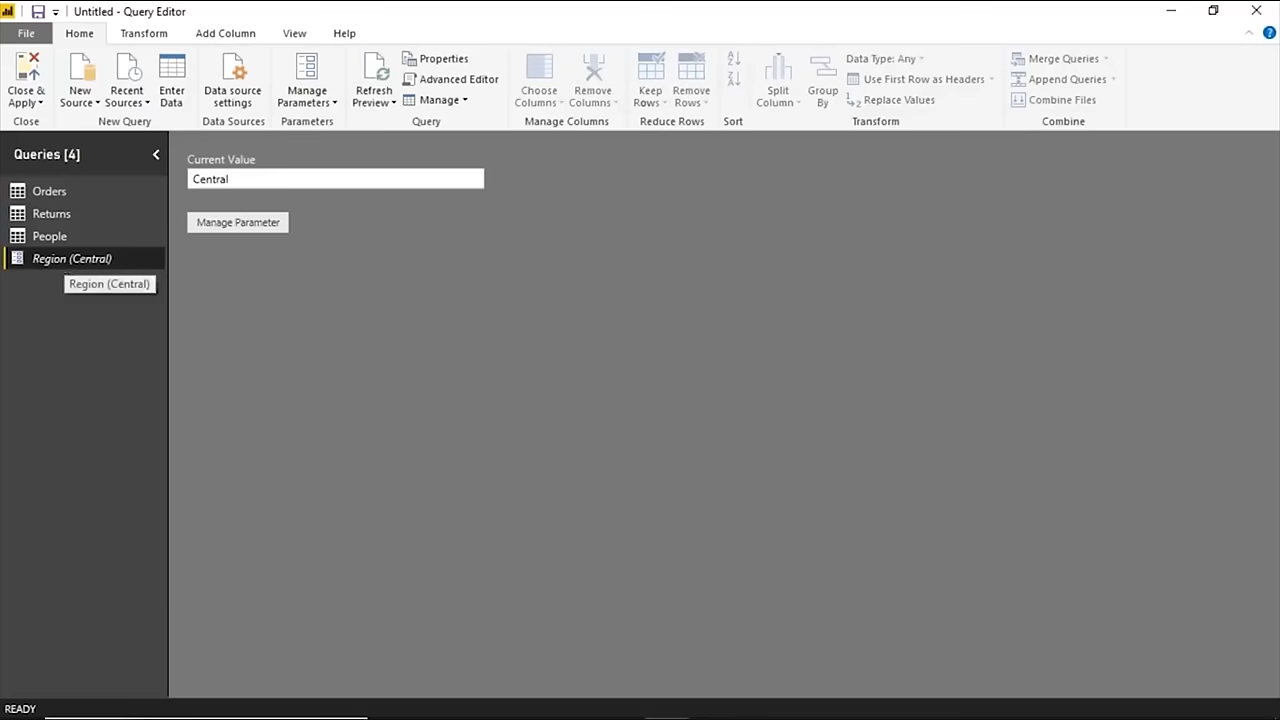 Untitled - Query Editor
File Home Transform Add Column View Help
Close & Apply
New Source
Recent Sources
Enter Data
Data source settings
Manage Parameters
Refresh Preview
Properties
Advanced Editor
Manage
Choose Columns
Remove Columns
Keep Rows
Remove Rows
Split Column
Group By
Data Type: Any
Use First Row as Headers
Replace Values
Merge Queries
Append Queries
Combine Files
Close New Query Data Sources Parameters Query Manage Columns Reduce Rows Sort Transform Combine
Queries [4]
Orders
Returns
People
Region (Central)
Region (Central)
Current Value
Central
Manage Parameter
READY